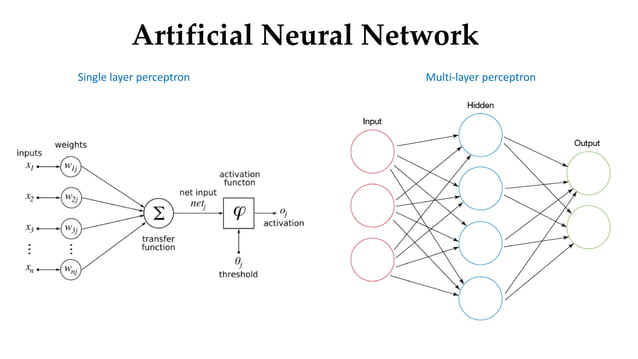 Artificial Neural Network
Single layer perceptron
Multi-layer perceptron
weights
inputs
x1
w1j
x2
w2j
x3
w3j
⋮ ⋮
xn
wnj
Σ
transfer
function
net input
netj
activation
functon
φ
oj
activation
θj
threshold
Input
Hidden
Output